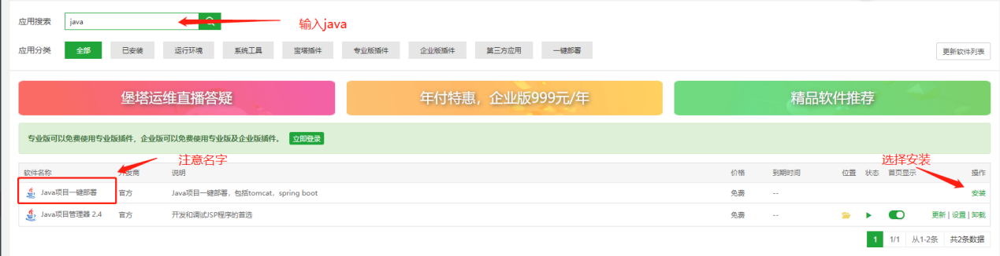 应用搜索 java 输入java
应用分类 全部 已安装 运行环境 系统工具 宝塔插件 专业版插件 企业版插件 第三方应用 一键部署 更新软件列表
堡塔运维直播答疑 年付特惠，企业版999元/年 精品软件推荐
专业版可以免费使用专业版插件，企业版可以免费使用专业版及企业版插件。 立即登录
注意名字 选择安装
软件名称 开发商 说明 价格 到期时间 位置 状态 首页显示 操作
Java项目一键部署 官方 Java项目一键部署，包括tomcat，spring boot 免费 -- 安装
Java项目管理器 2.4 官方 开发和调试JSP程序的首选 免费 -- 更新 | 设置 | 卸载
1 1/1 从1-2条 共2条数据